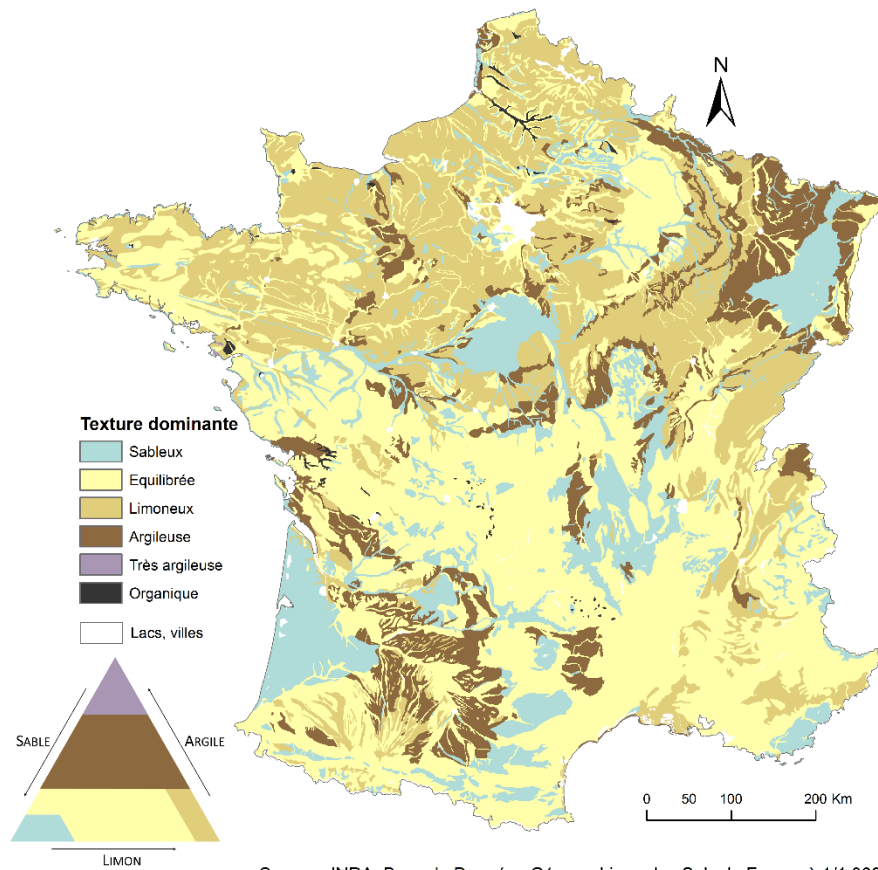 N
Texture dominante
Sableux
Equilibrée
Limoneux
Argileuse
Très argileuse
Organique
Lacs, villes
SABLE
ARGILE
LIMON
0 50 100 200 Km